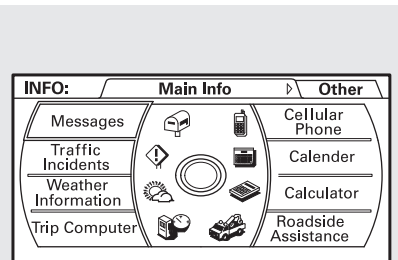 INFO: Main Info Other
Messages
Traffic
Incidents
Weather
Information
Trip Computer
Cellular
Phone
Calender
Calculator
Roadside
Assistance